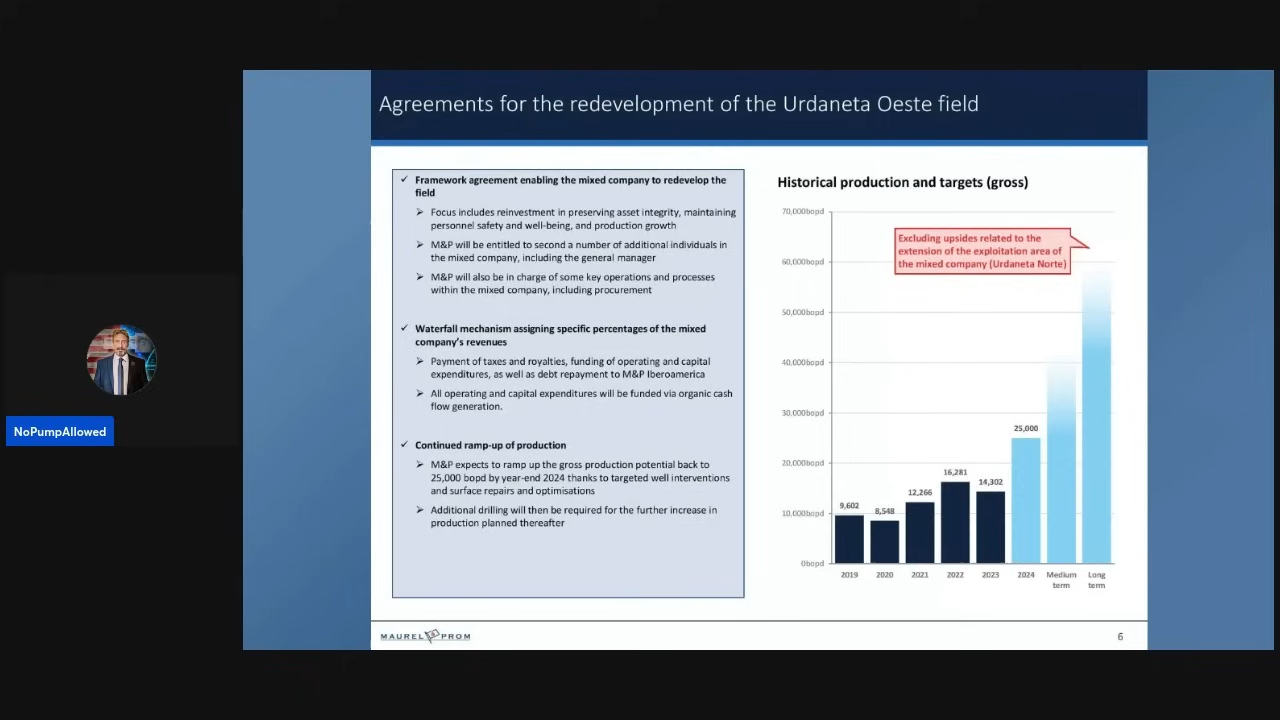 Agreements for the redevelopment of the Urdaneta Oeste field
✓ Framework agreement enabling the mixed company to redevelop the
field
➢ Focus includes reinvestment in preserving asset integrity, maintaining
personnel safety and well-being, and production growth
➢ M&P will be entitled to second a number of additional individuals in
the mixed company, including the general manager
➢ M&P will also be in charge of some key operations and processes
within the mixed company, including procurement
✓ Waterfall mechanism assigning specific percentages of the mixed
company's revenues
➢ Payment of taxes and royalties, funding of operating and capital
expenditures, as well as debt repayment to M&P Iberoamerica
➢ All operating and capital expenditures will be funded via organic cash
flow generation.
✓ Continued ramp-up of production
➢ M&P expects to ramp up the gross production potential back to
25,000 bopd by year-end 2024 thanks to targeted well interventions
and surface repairs and optimisations
➢ Additional drilling will then be required for the further increase in
production planned thereafter
Historical production and targets (gross)
70,000bopd
60,000bopd
50,000bopd
40,000bopd
30,000bopd
20,000bopd
10,000bopd
0bopd
Excluding upsides related to the
extension of the exploitation area of
the mixed company (Urdaneta Norte)
9,602
8,548
12,266
16,281
14,302
25,000
2019
2020
2021
2022
2023
2024
Medium
term
Long
term
MAUREL PROM
6
NoPumpAllowed